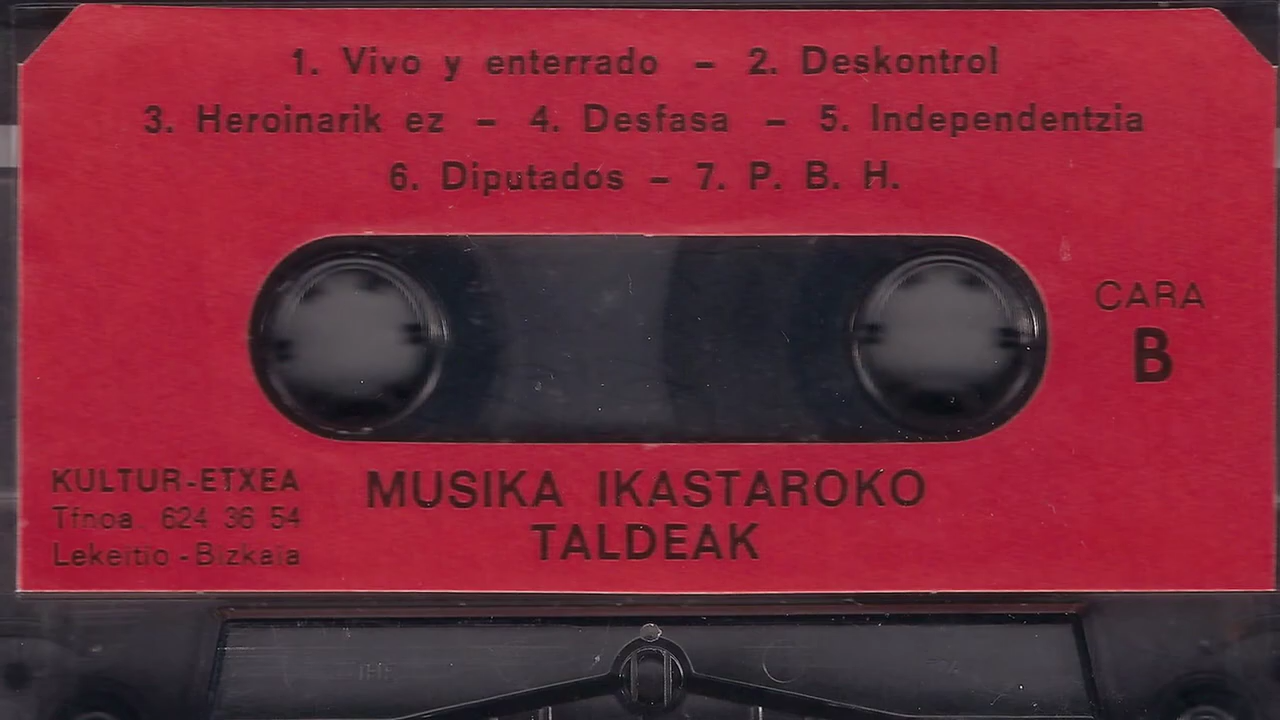 1. Vivo y enterrado – 2. Deskontrol
3. Heroinarik ez – 4. Desfasa – 5. Independentzia
6. Diputados – 7. P. B. H.
CARA
B
KULTUR-ETXEA
Tfnoa. 624 36 54
Lekeitio - Bizkaia
MUSIKA IKASTAROKO
TALDEAK